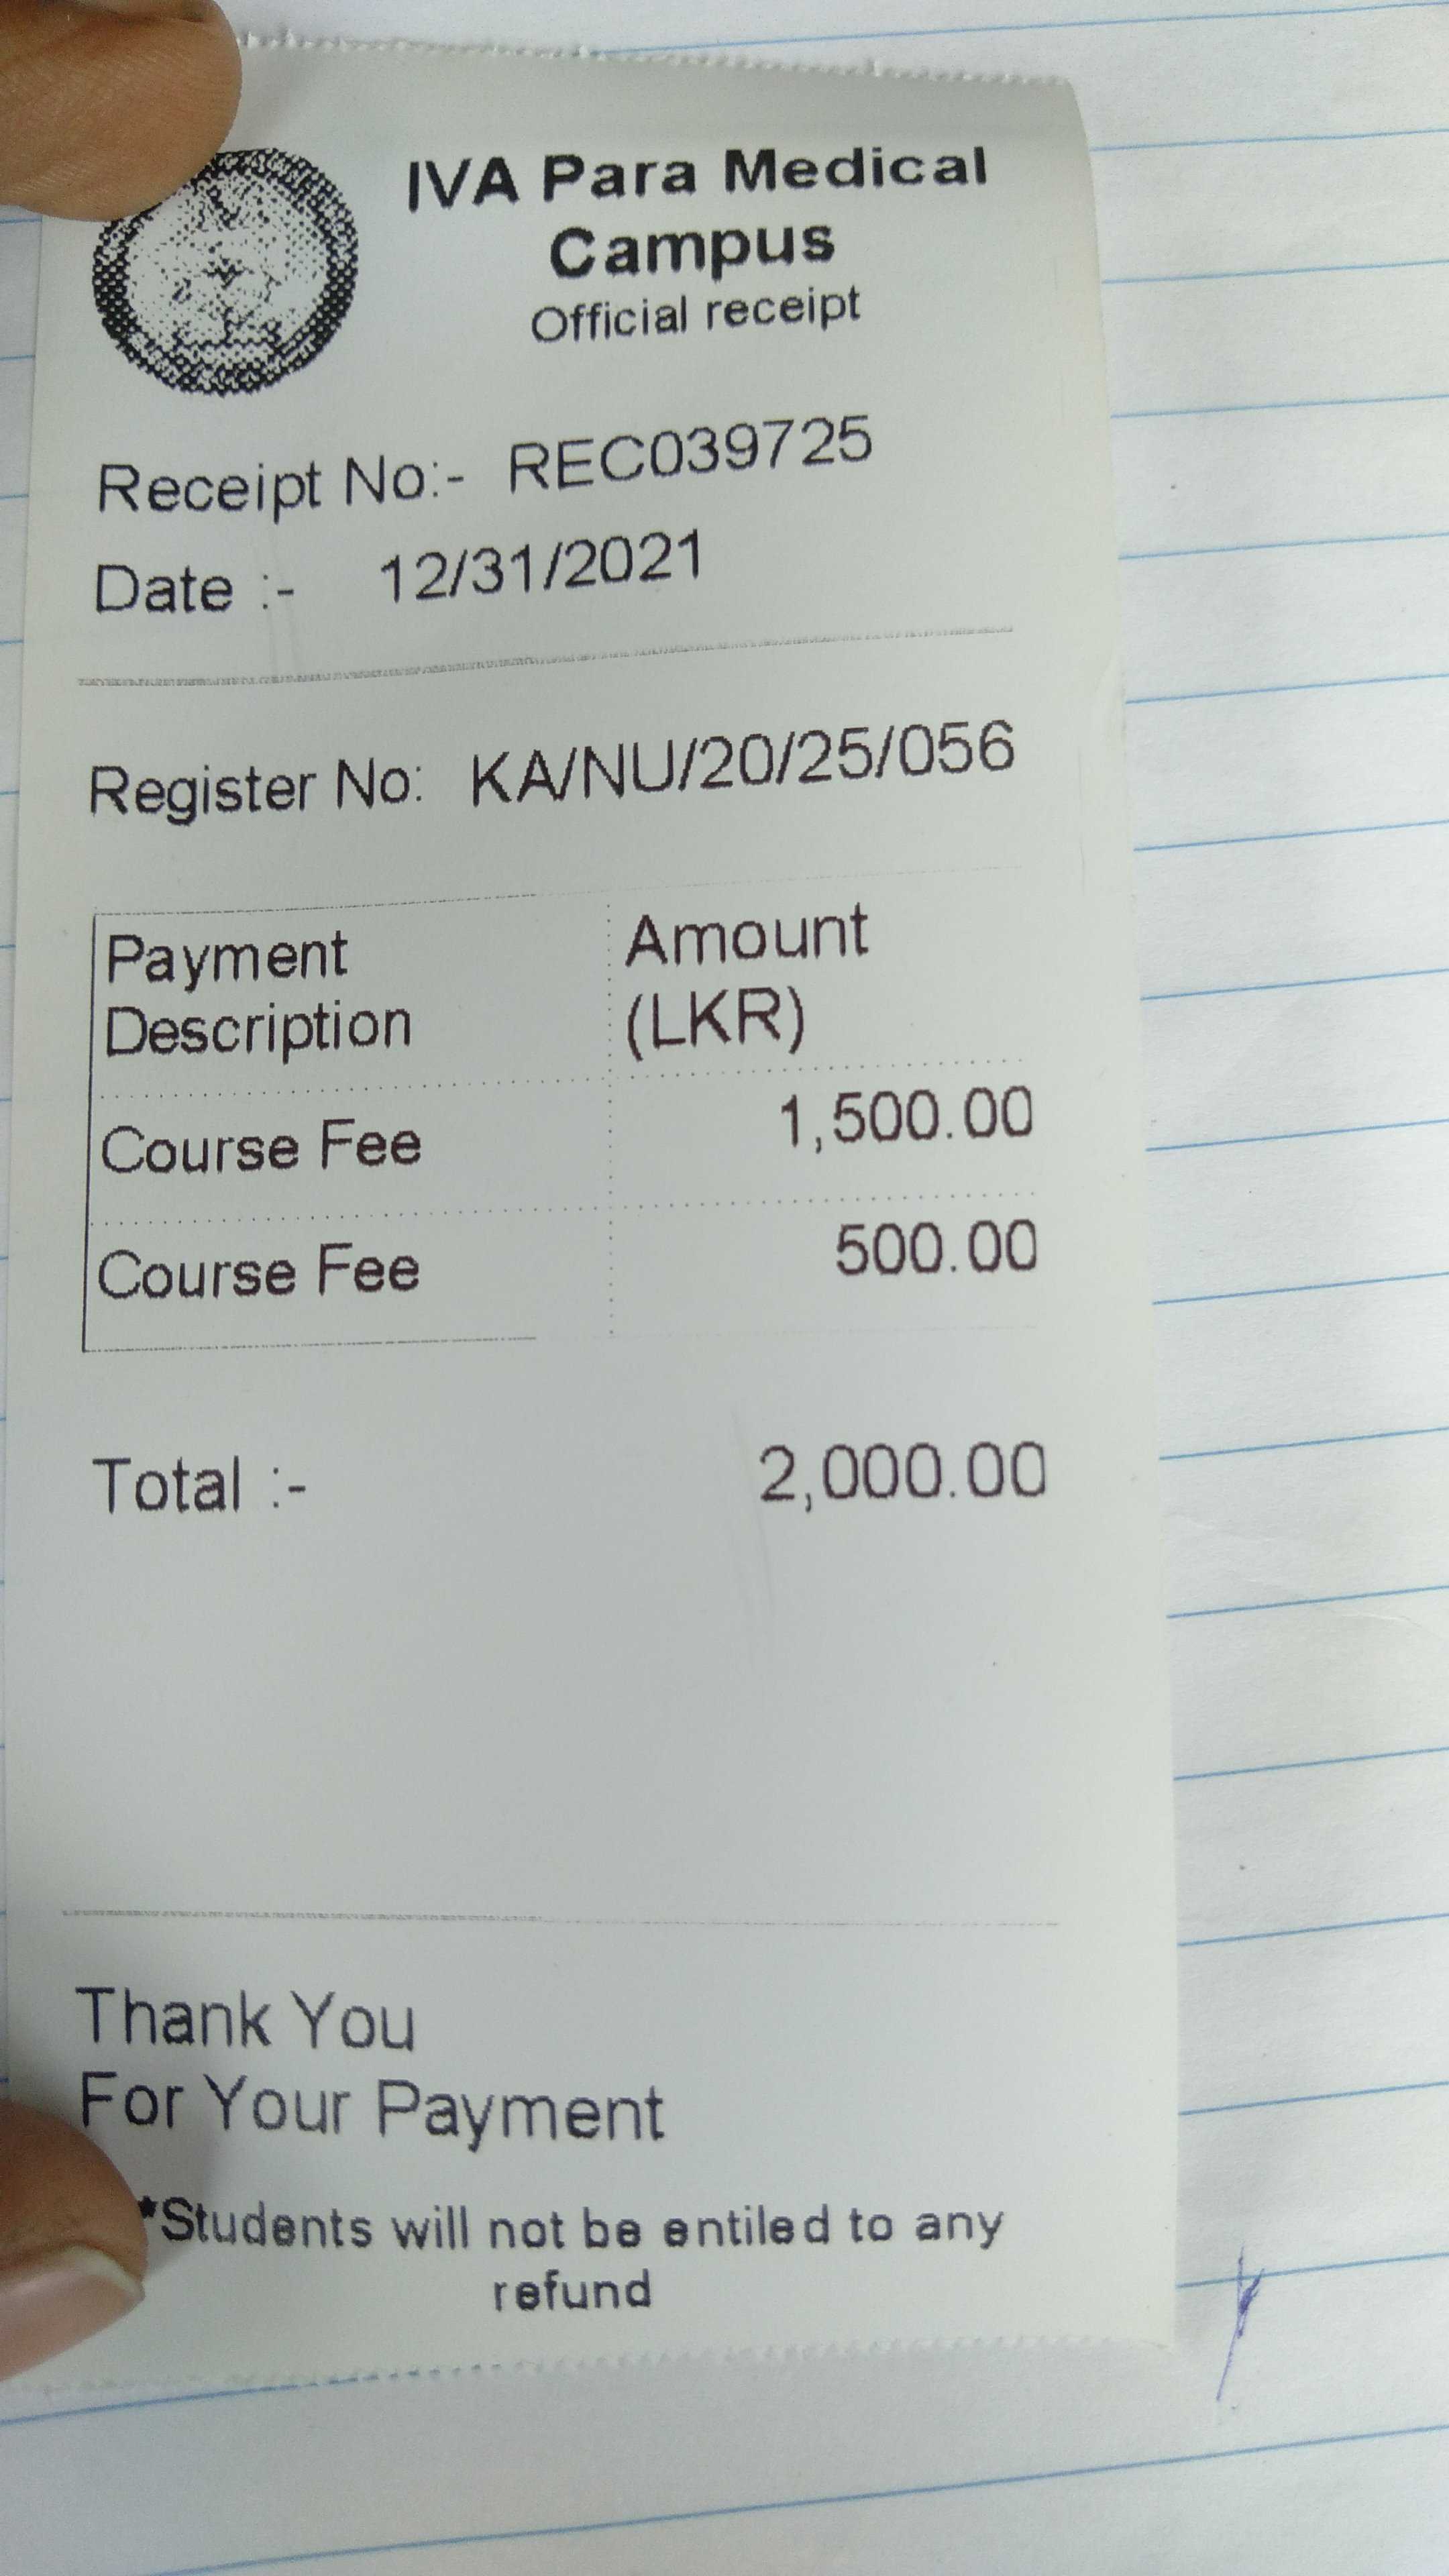 IVA Para Medical
Campus
Official receipt
Receipt No:- REC039725
Date :- 12/31/2021
Register No: KA/NU/20/25/056
Payment Description Amount (LKR)
Course Fee 1,500.00
Course Fee 500.00
Total :- 2,000.00
Thank You
For Your Payment
*Students will not be entiled to any
refund